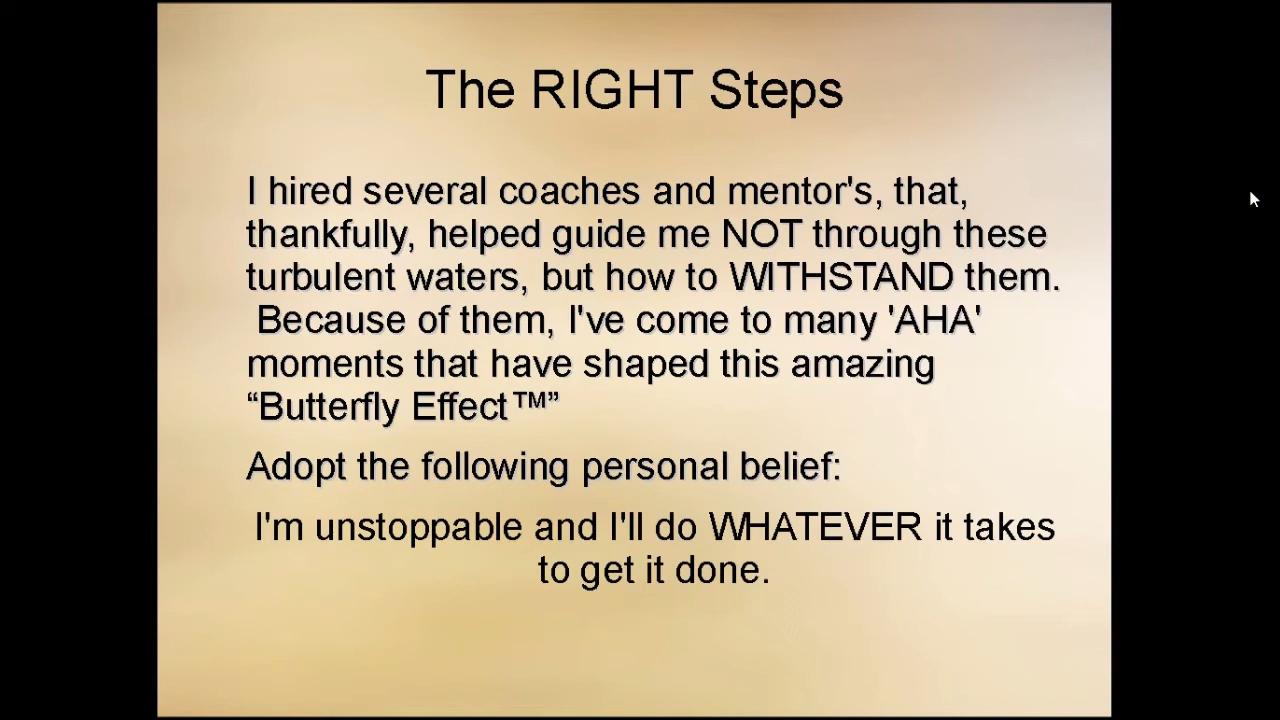 The RIGHT Steps
I hired several coaches and mentor's, that,
thankfully, helped guide me NOT through these
turbulent waters, but how to WITHSTAND them.
Because of them, I've come to many 'AHA'
moments that have shaped this amazing
“Butterfly Effect™”
Adopt the following personal belief:
I'm unstoppable and I'll do WHATEVER it takes
to get it done.